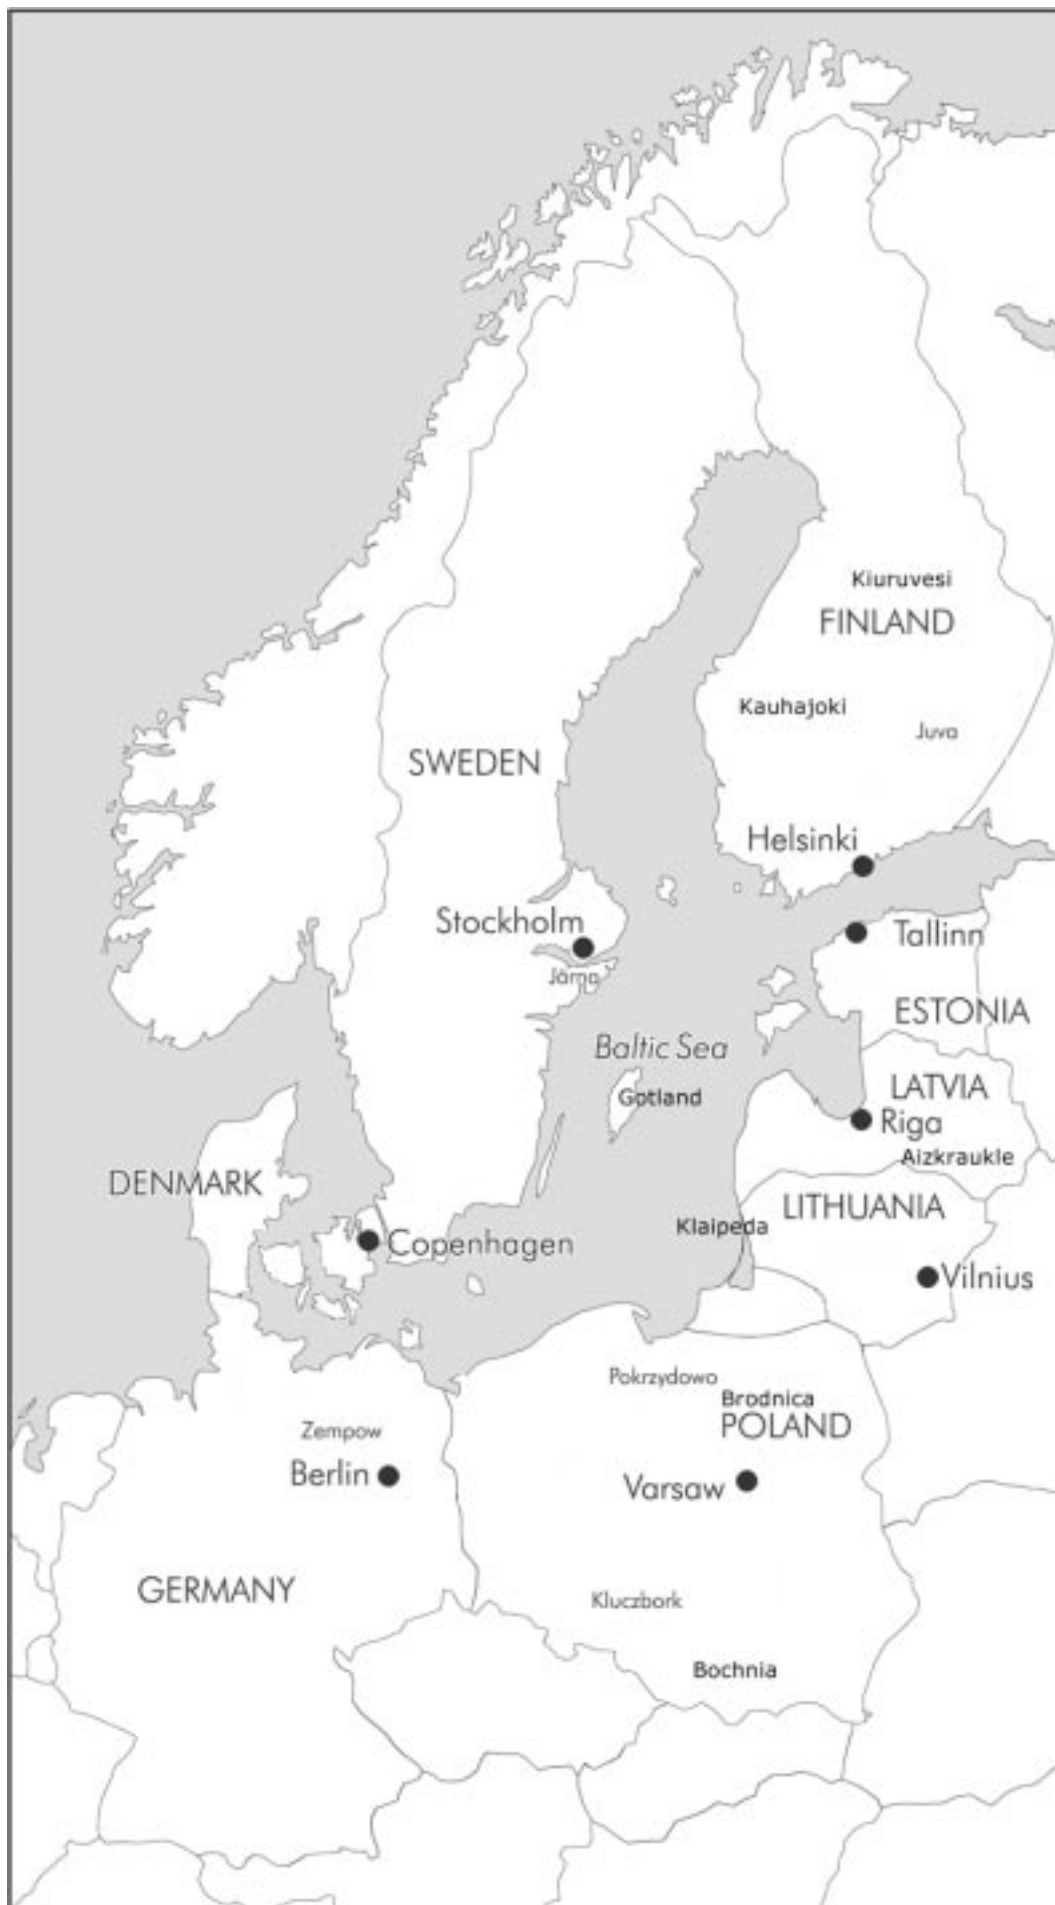 Kiuruvesi
FINLAND
Kauhajoki
Juva
SWEDEN
Helsinki
Stockholm
Tallinn
Järna
ESTONIA
Baltic Sea
LATVIA
Gotland
Riga
Aizkraukle
DENMARK
LITHUANIA
Klaipeda
Copenhagen
Vilnius
Pokrzydowo
Brodnica
POLAND
Zempow
Berlin
Varsaw
GERMANY
Kluczbork
Bochnia